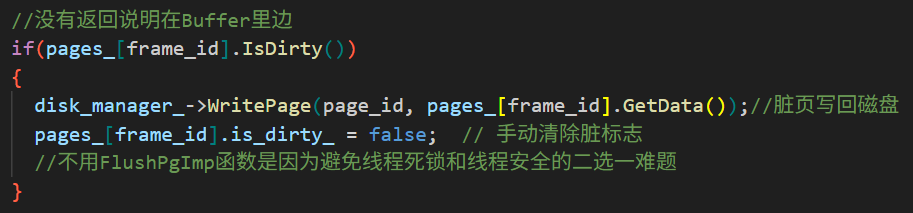 //没有返回说明在Buffer里边
if(pages_[frame_id].IsDirty())
{
disk_manager_->WritePage(page_id, pages_[frame_id].GetData());//脏页写回磁盘
pages_[frame_id].is_dirty_ = false;  // 手动清除脏标志
//不用FlushPgImp函数是因为避免线程死锁和线程安全的二选一难题
}